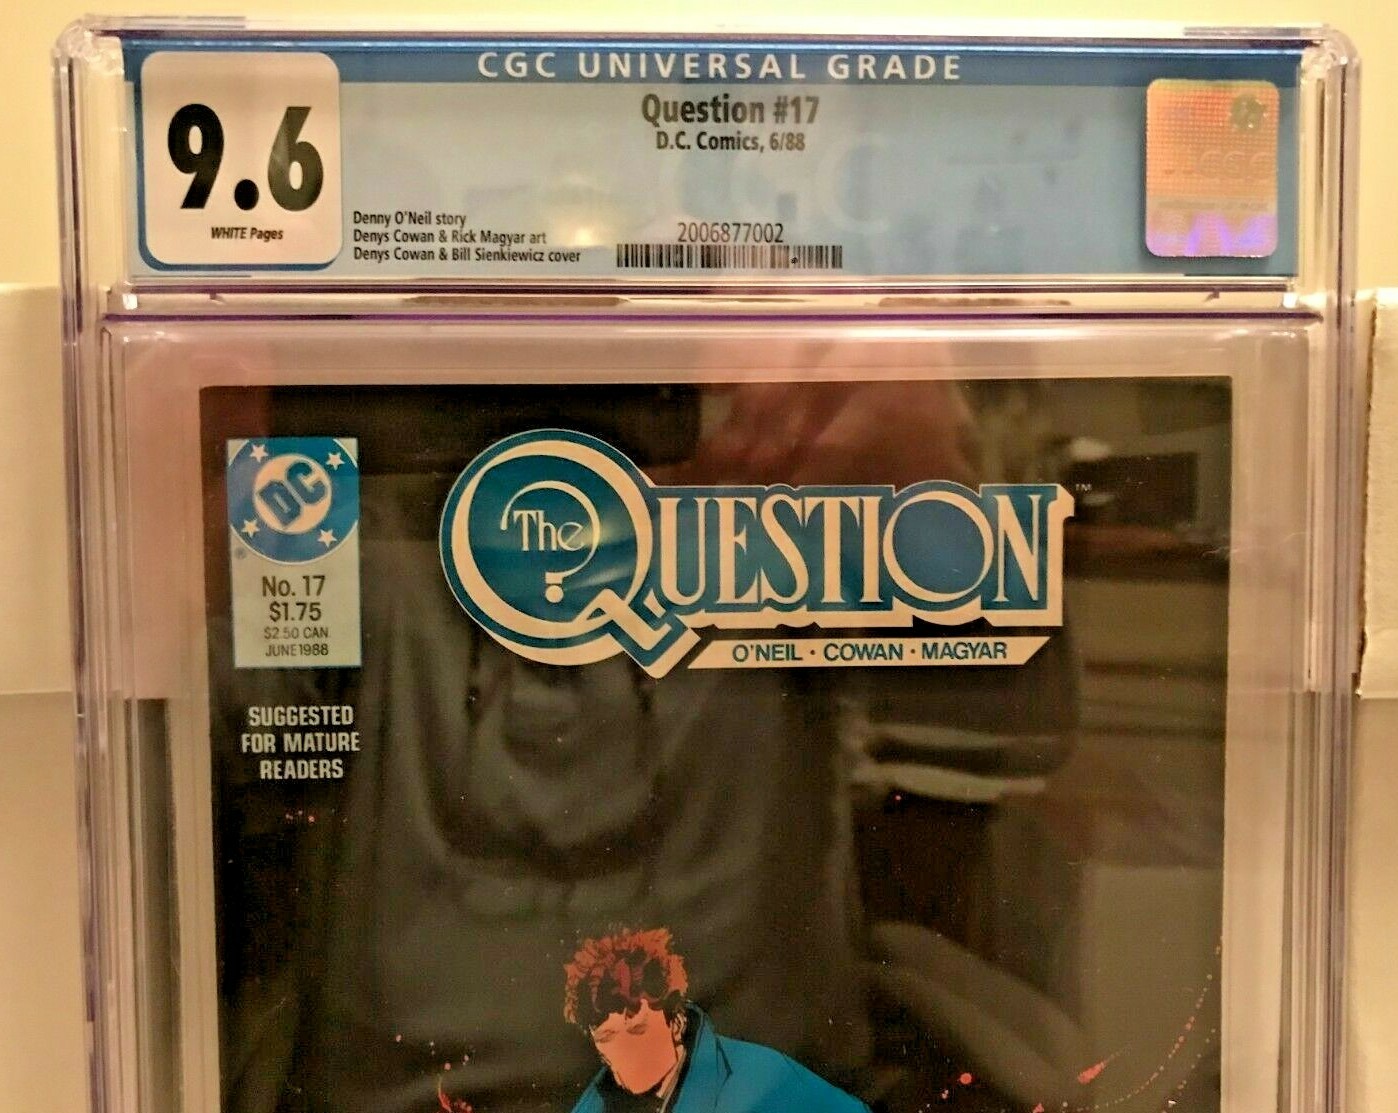 CGC UNIVERSAL GRADE
9.6
WHITE Pages
Question #17
D.C. Comics, 6/88
Denny O'Neil story
Denys Cowan & Rick Magyar art
Denys Cowan & Bill Sienkiewicz cover
2006877002
CGC
DC
®
No. 17
$1.75
$2.50 CAN.
JUNE 1988
The QUESTION ™
O'NEIL · COWAN · MAGYAR
SUGGESTED
FOR MATURE
READERS